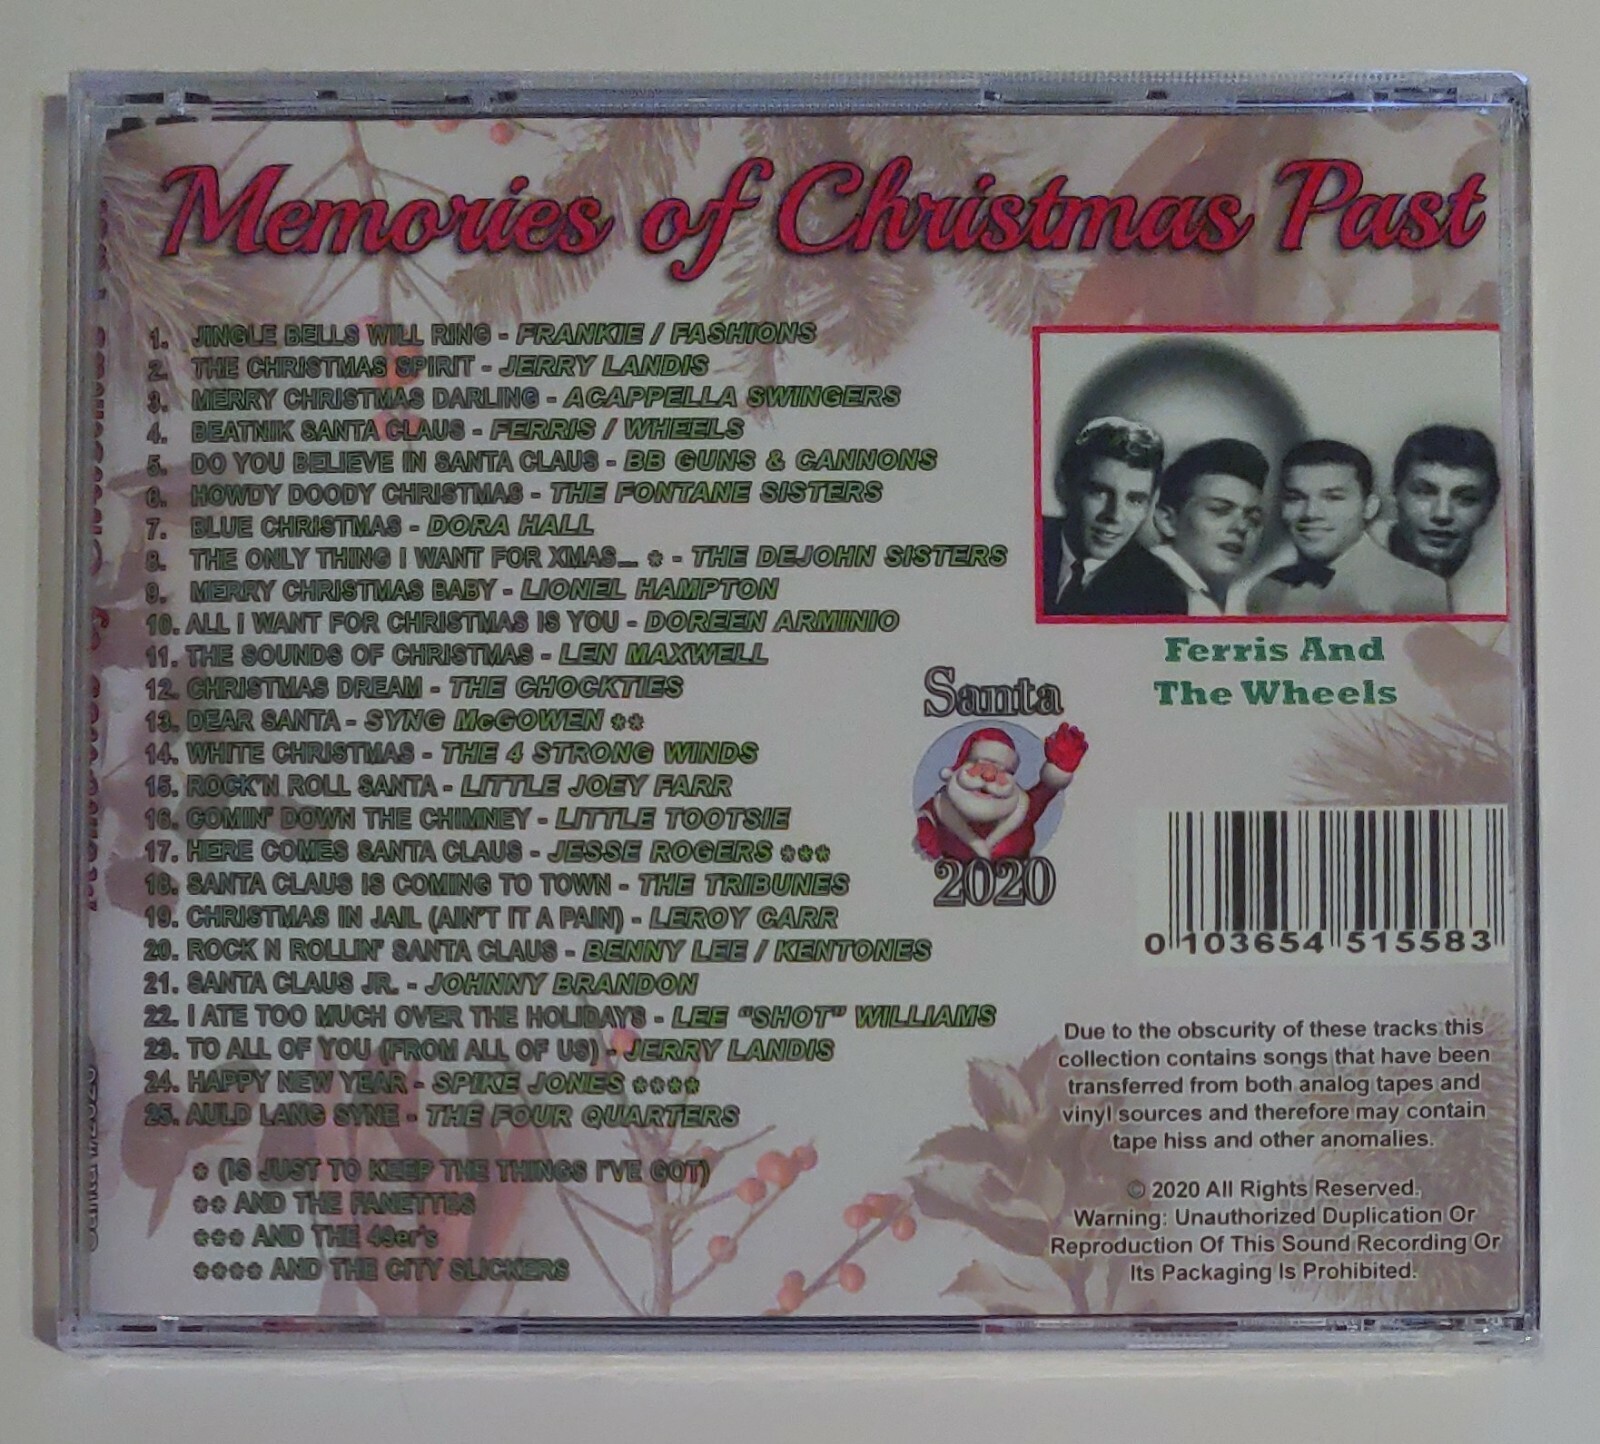 Memories of Christmas Past
1. JINGLE BELLS WILL RING - FRANKIE / FASHIONS
2. THE CHRISTMAS SPIRIT - JERRY LANDIS
3. MERRY CHRISTMAS DARLING - ACAPPELLA SWINGERS
4. BEATNIK SANTA CLAUS - FERRIS / WHEELS
5. DO YOU BELIEVE IN SANTA CLAUS - BB GUNS & CANNONS
6. HOWDY DOODY CHRISTMAS - THE FONTANE SISTERS
7. BLUE CHRISTMAS - DORA HALL
8. THE ONLY THING I WANT FOR XMAS... * - THE DEJOHN SISTERS
9. MERRY CHRISTMAS BABY - LIONEL HAMPTON
10. ALL I WANT FOR CHRISTMAS IS YOU - DOREEN ARMINIO
11. THE SOUNDS OF CHRISTMAS - LEN MAXWELL
12. CHRISTMAS DREAM - THE CHOCKTIES
13. DEAR SANTA - SYNG McGOWEN **
14. WHITE CHRISTMAS - THE 4 STRONG WINDS
15. ROCK'N ROLL SANTA - LITTLE JOEY FARR
16. COMIN' DOWN THE CHIMNEY - LITTLE TOOTSIE
17. HERE COMES SANTA CLAUS - JESSE ROGERS ***
18. SANTA CLAUS IS COMING TO TOWN - THE TRIBUNES
19. CHRISTMAS IN JAIL (AIN'T IT A PAIN) - LEROY CARR
20. ROCK N ROLLIN' SANTA CLAUS - BENNY LEE / KENTONES
21. SANTA CLAUS JR. - JOHNNY BRANDON
22. I ATE TOO MUCH OVER THE HOLIDAYS - LEE "SHOT" WILLIAMS
23. TO ALL OF YOU (FROM ALL OF US) - JERRY LANDIS
24. HAPPY NEW YEAR - SPIKE JONES ****
25. AULD LANG SYNE - THE FOUR QUARTERS
* (IS JUST TO KEEP THE THINGS I'VE GOT)
** AND THE FANETTES
*** AND THE 49er's
**** AND THE CITY SLICKERS
Ferris And
The Wheels
Santa
2020
0 103654 515583
Due to the obscurity of these tracks this
collection contains songs that have been
transferred from both analog tapes and
vinyl sources and therefore may contain
tape hiss and other anomalies.
© 2020 All Rights Reserved.
Warning: Unauthorized Duplication Or
Reproduction Of This Sound Recording Or
Its Packaging Is Prohibited.